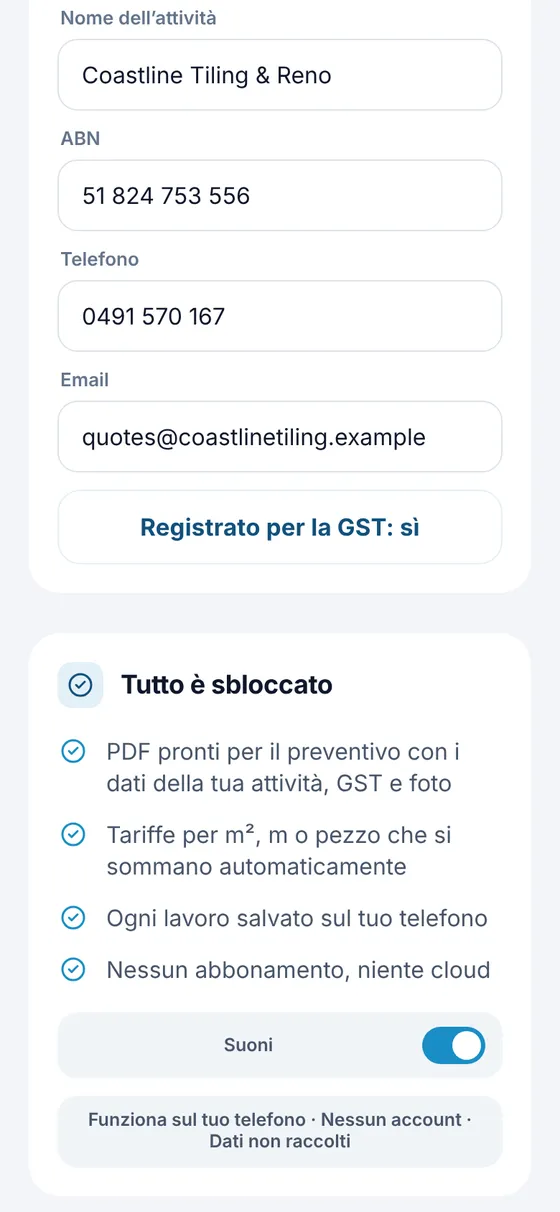 Nome dell’attività
Coastline Tiling & Reno
ABN
51 824 753 556
Telefono
0491 570 167
Email
quotes@coastlinetiling.example
Registrato per la GST: sì
Tutto è sbloccato
PDF pronti per il preventivo con i
dati della tua attività, GST e foto
Tariffe per m², m o pezzo che si
sommano automaticamente
Ogni lavoro salvato sul tuo telefono
Nessun abbonamento, niente cloud
Suoni
Funziona sul tuo telefono · Nessun account ·
Dati non raccolti